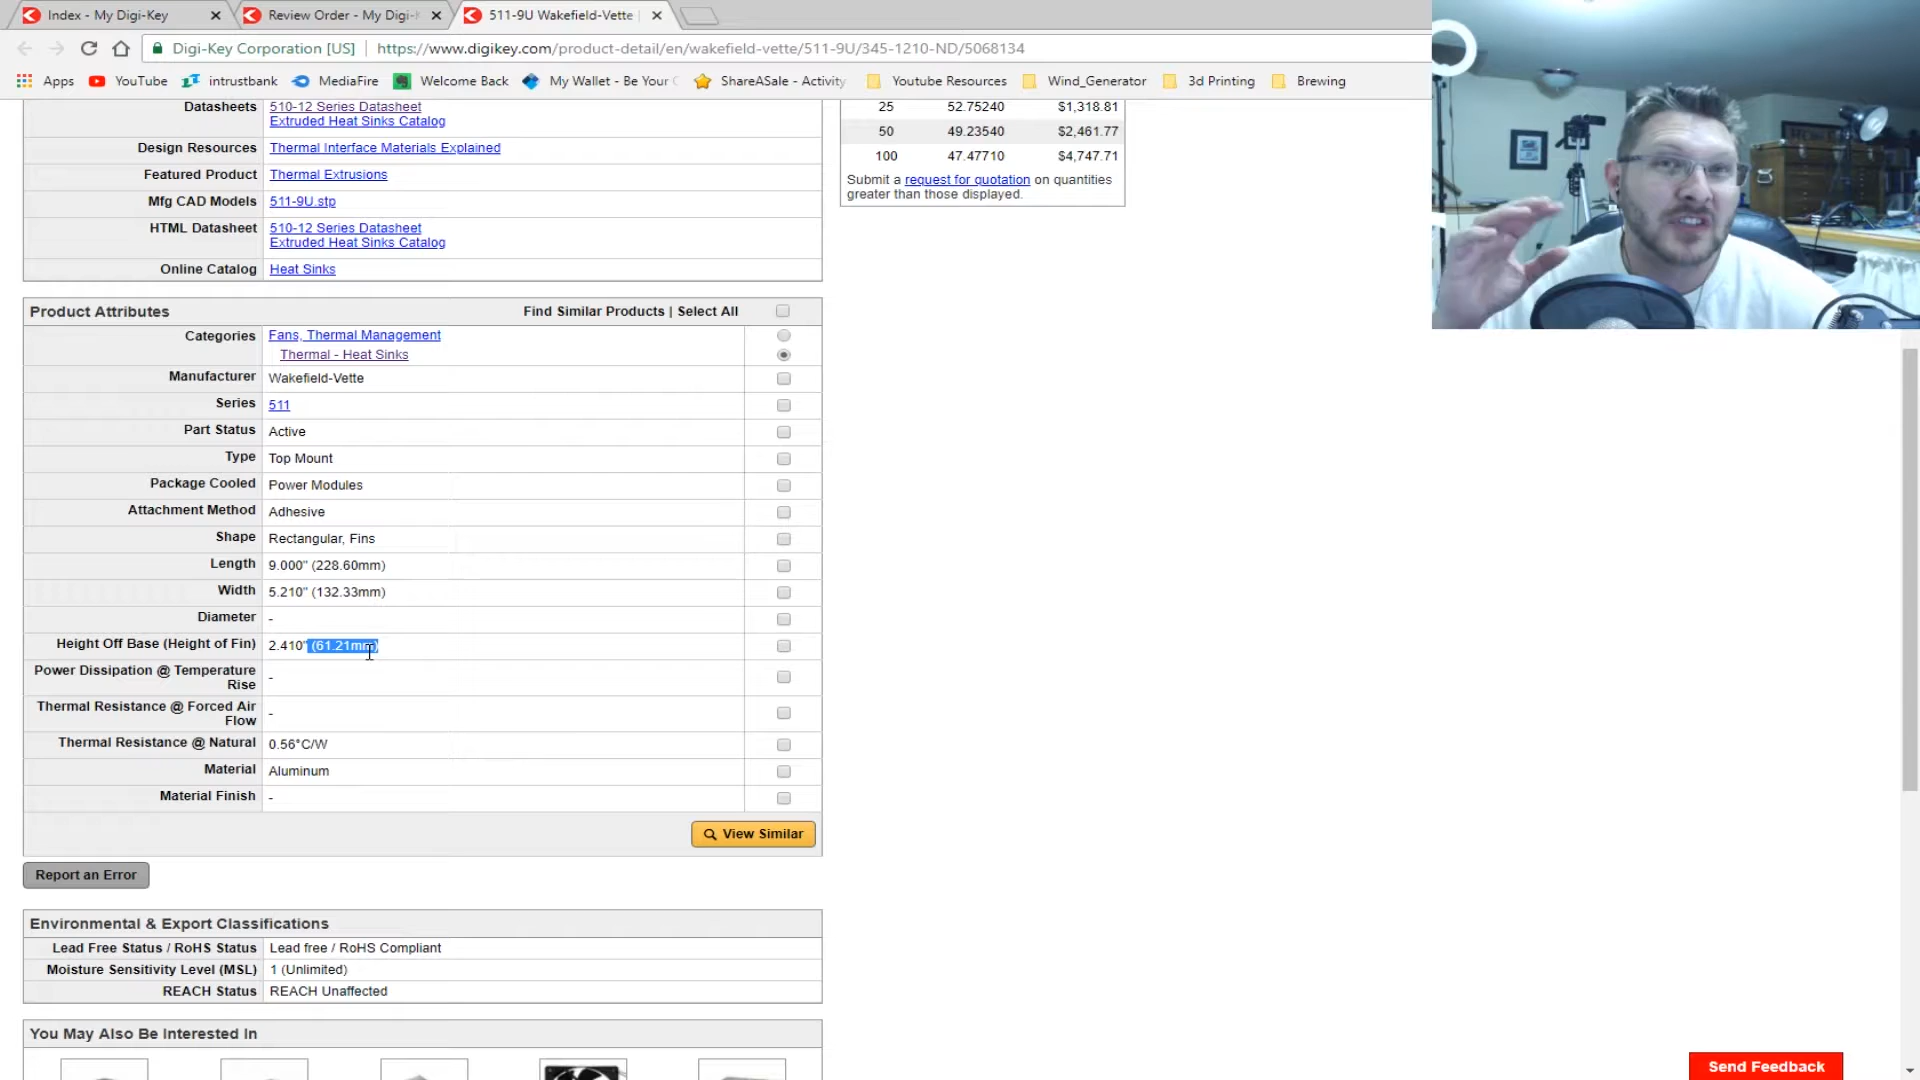 Index - My Digi-Key
Review Order - My Digi-
511-9U Wakefield-Vette |
Digi-Key Corporation [US] | https://www.digikey.com/product-detail/en/wakefield-vette/511-9U/345-1210-ND/5068134
Apps YouTube intrustbank MediaFire Welcome Back My Wallet - Be Your ShareASale - Activity Youtube Resources Wind_Generator 3d Printing Brewing
Datasheets 510-12 Series Datasheet
Extruded Heat Sinks Catalog
Design Resources Thermal Interface Materials Explained
Featured Product Thermal Extrusions
Mfg CAD Models 511-9U.stp
HTML Datasheet 510-12 Series Datasheet
Extruded Heat Sinks Catalog
Online Catalog Heat Sinks
25 52.75240 $1,318.81
50 49.23540 $2,461.77
100 47.47710 $4,747.71
Submit a request for quotation on quantities
greater than those displayed.
Product Attributes Find Similar Products | Select All
Categories Fans, Thermal Management
Thermal - Heat Sinks
Manufacturer Wakefield-Vette
Series 511
Part Status Active
Type Top Mount
Package Cooled Power Modules
Attachment Method Adhesive
Shape Rectangular, Fins
Length 9.000" (228.60mm)
Width 5.210" (132.33mm)
Diameter -
Height Off Base (Height of Fin) 2.410" (61.21mm)
Power Dissipation @ Temperature
Rise -
Thermal Resistance @ Forced Air
Flow -
Thermal Resistance @ Natural 0.56°C/W
Material Aluminum
Material Finish -
View Similar
Report an Error
Environmental & Export Classifications
Lead Free Status / RoHS Status Lead free / RoHS Compliant
Moisture Sensitivity Level (MSL) 1 (Unlimited)
REACH Status REACH Unaffected
You May Also Be Interested In
Send Feedback